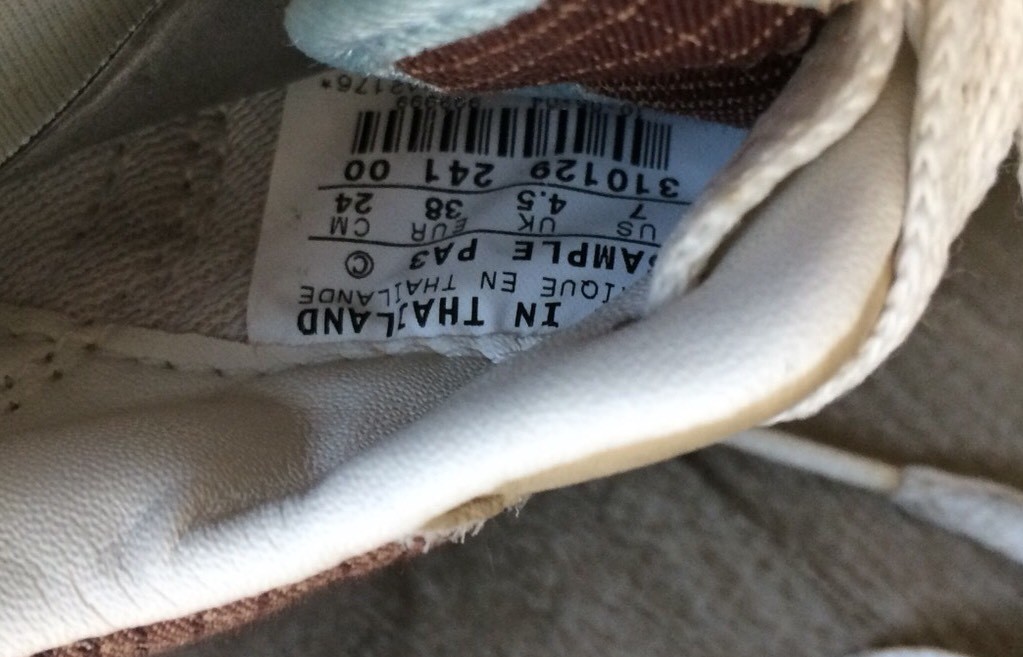 IN THAILAND
IQUE EN THAILANDE
SAMPLE PA3 ©
US UK EUR CM
7 4.5 38 24
310129 241 00